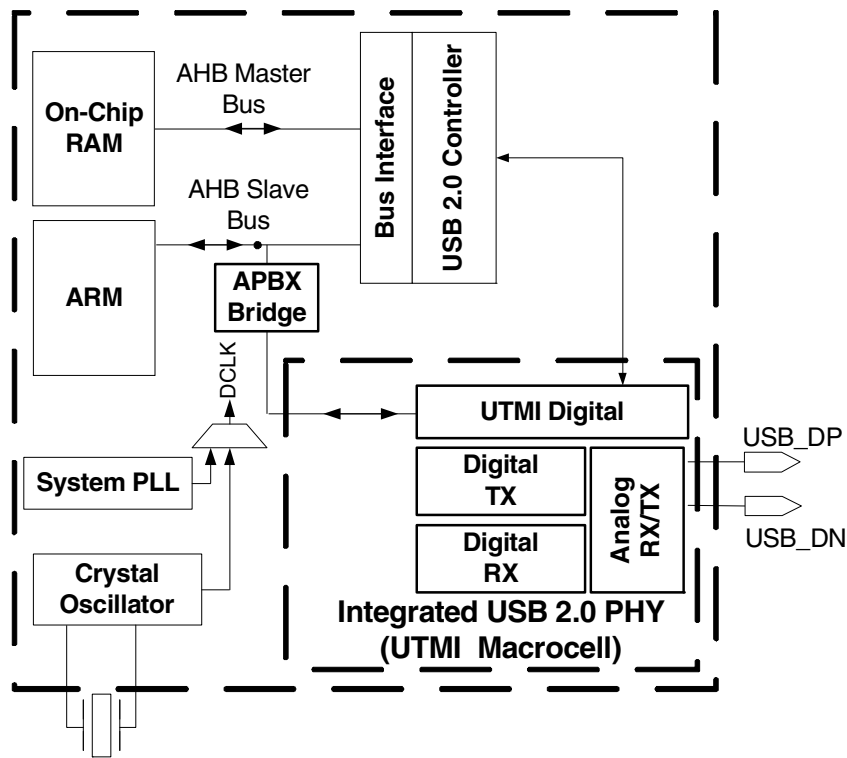 On-Chip
RAM
AHB Master
Bus
Bus Interface
USB 2.0 Controller
AHB Slave
Bus
ARM
APBX
Bridge
DCLK
System PLL
Crystal
Oscillator
UTMI Digital
Digital
TX
Digital
RX
Analog
RX/TX
USB_DP
USB_DN
Integrated USB 2.0 PHY
(UTMI Macrocell)